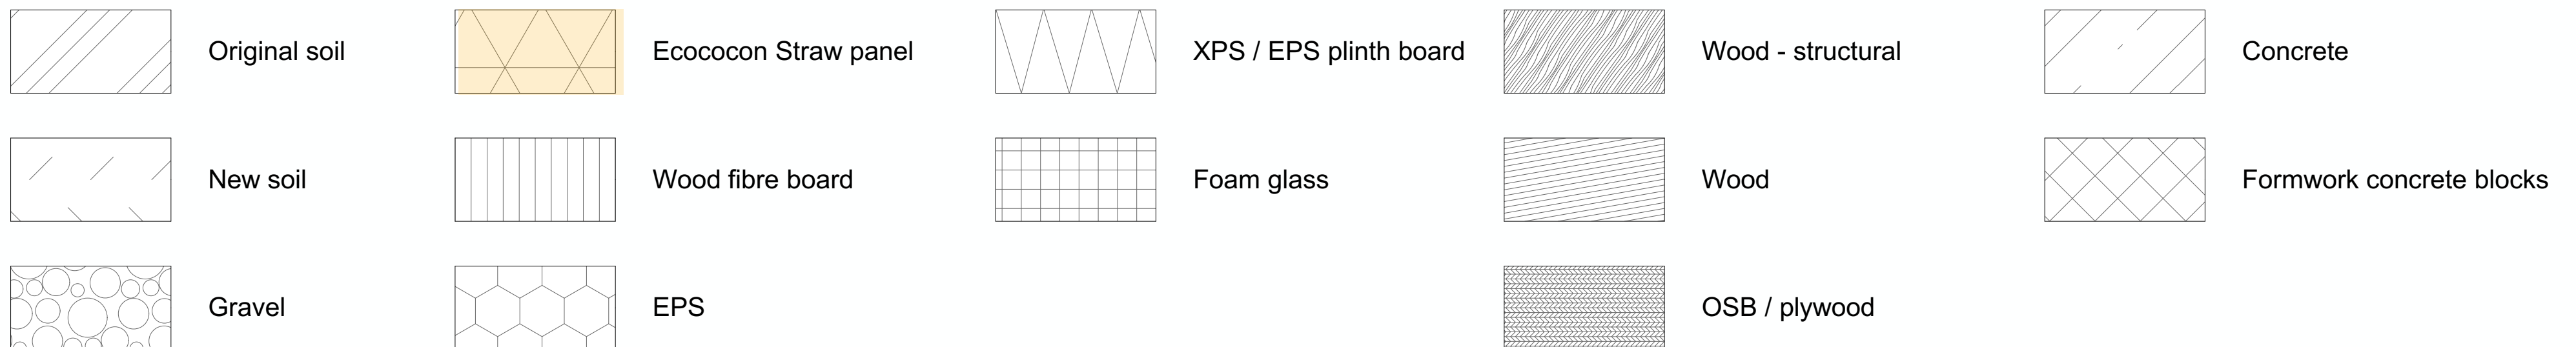 Original soil
Ecococon Straw panel
XPS / EPS plinth board
Wood - structural
Concrete
New soil
Wood fibre board
Foam glass
Wood
Formwork concrete blocks
Gravel
EPS
OSB / plywood